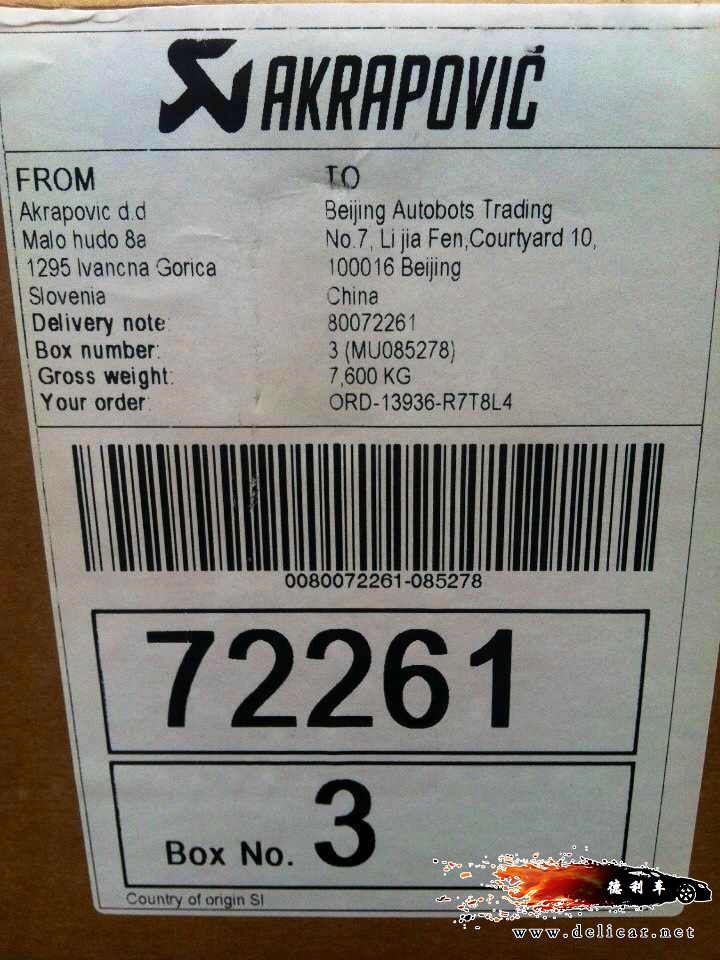 AKRAPOVIČ
FROM
TO
Akrapovic d.d
Beijing Autobots Trading
Malo hudo 8a
No.7, Li jia Fen,Courtyard 10,
1295 Ivancna Gorica
100016 Beijing
Slovenia
China
Delivery note:
80072261
Box number:
3 (MU085278)
Gross weight:
7,600 KG
Your order:
ORD-13936-R7T8L4
0080072261-085278
72261
Box No. 3
Country of origin SI
德利车
www.delicar.net